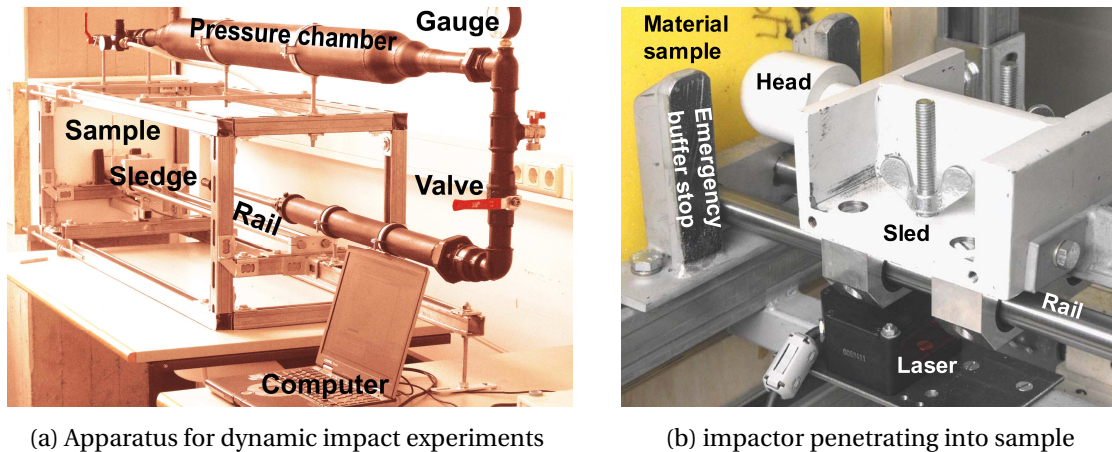 Gauge
Pressure chamber
Sample
Sledge
Rail
Valve
Computer
(a) Apparatus for dynamic impact experiments
Material
sample
Head
Emergency
buffer stop
Sled
Rail
Laser
0007411
(b) impactor penetrating into sample